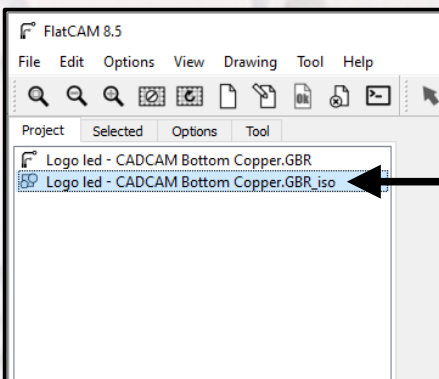 FlatCAM 8.5
File Edit Options View Drawing Tool Help
Ok
>_
Project Selected Options Tool
Logo led - CADCAM Bottom Copper.GBR
Logo led - CADCAM Bottom Copper.GBR_iso